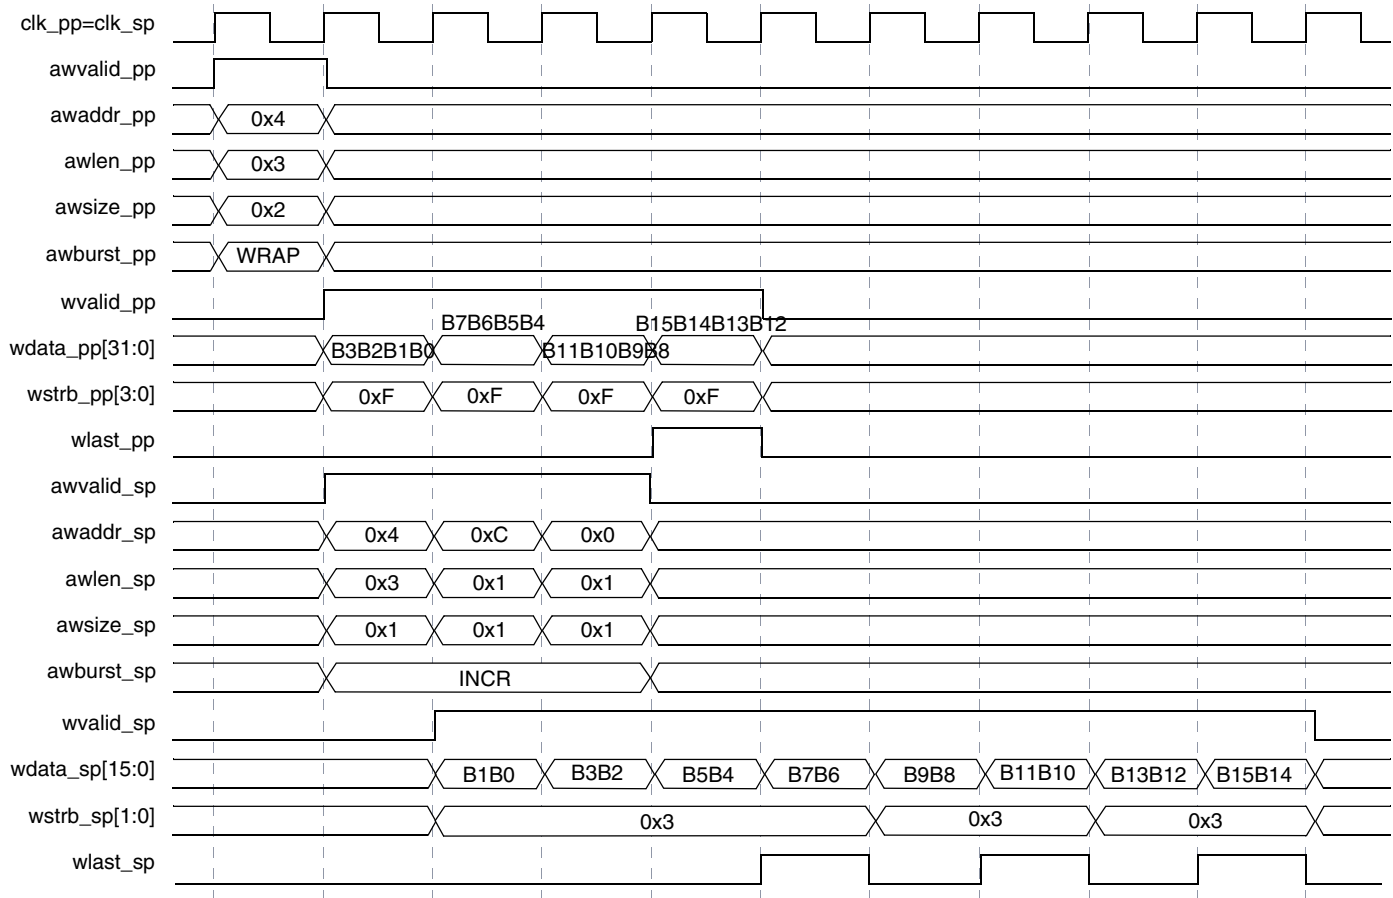 clk_pp=clk_sp
awvalid_pp
awaddr_pp 0x4
awlen_pp 0x3
awsize_pp 0x2
awburst_pp WRAP
wvalid_pp
B7B6B5B4 B15B14B13B12
wdata_pp[31:0] B3B2B1B0 B11B10B9B8
wstrb_pp[3:0] 0xF 0xF 0xF 0xF
wlast_pp
awvalid_sp
awaddr_sp 0x4 0xC 0x0
awlen_sp 0x3 0x1 0x1
awsize_sp 0x1 0x1 0x1
awburst_sp INCR
wvalid_sp
wdata_sp[15:0] B1B0 B3B2 B5B4 B7B6 B9B8 B11B10 B13B12 B15B14
wstrb_sp[1:0] 0x3 0x3 0x3
wlast_sp